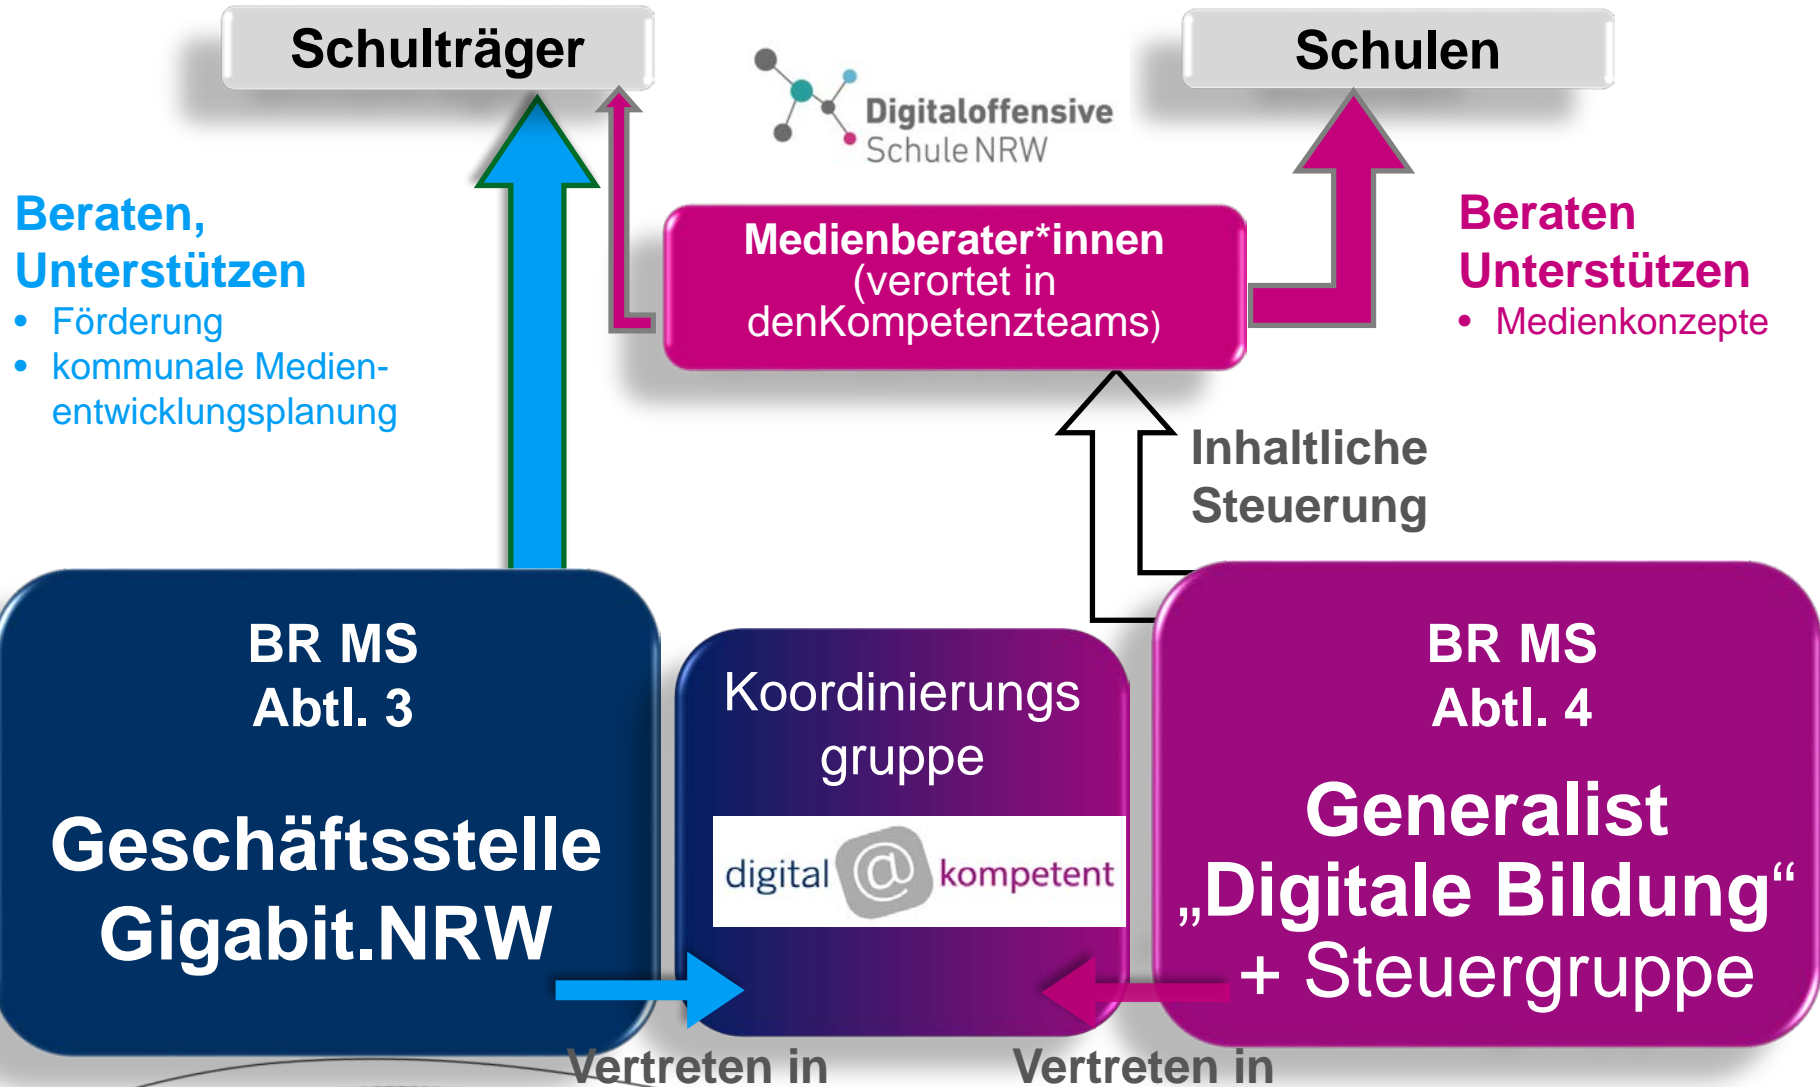 Schulträger
Schulen
Digitaloffensive
Schule NRW
Beraten,
Unterstützen
• Förderung
• kommunale Medien-
entwicklungsplanung
Medienberater*innen
(verortet in
denKompetenzteams)
Beraten
Unterstützen
• Medienkonzepte
Inhaltliche
Steuerung
BR MS
Abtl. 3
Geschäftsstelle
Gigabit.NRW
Koordinierungs
gruppe
digital @ kompetent
BR MS
Abtl. 4
Generalist
„Digitale Bildung“
+ Steuergruppe
Vertreten in
Vertreten in